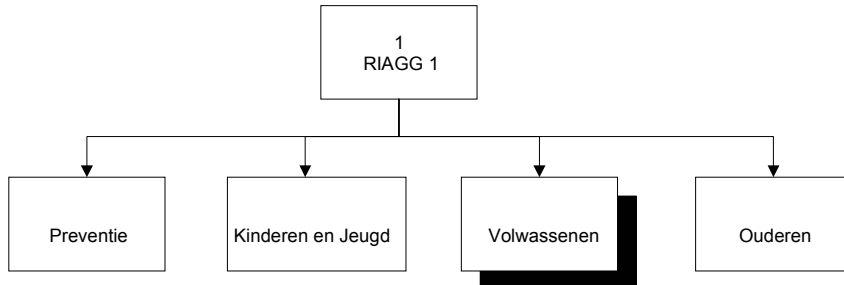 1
RIAGG 1
Preventie
Kinderen en Jeugd
Volwassenen
Ouderen